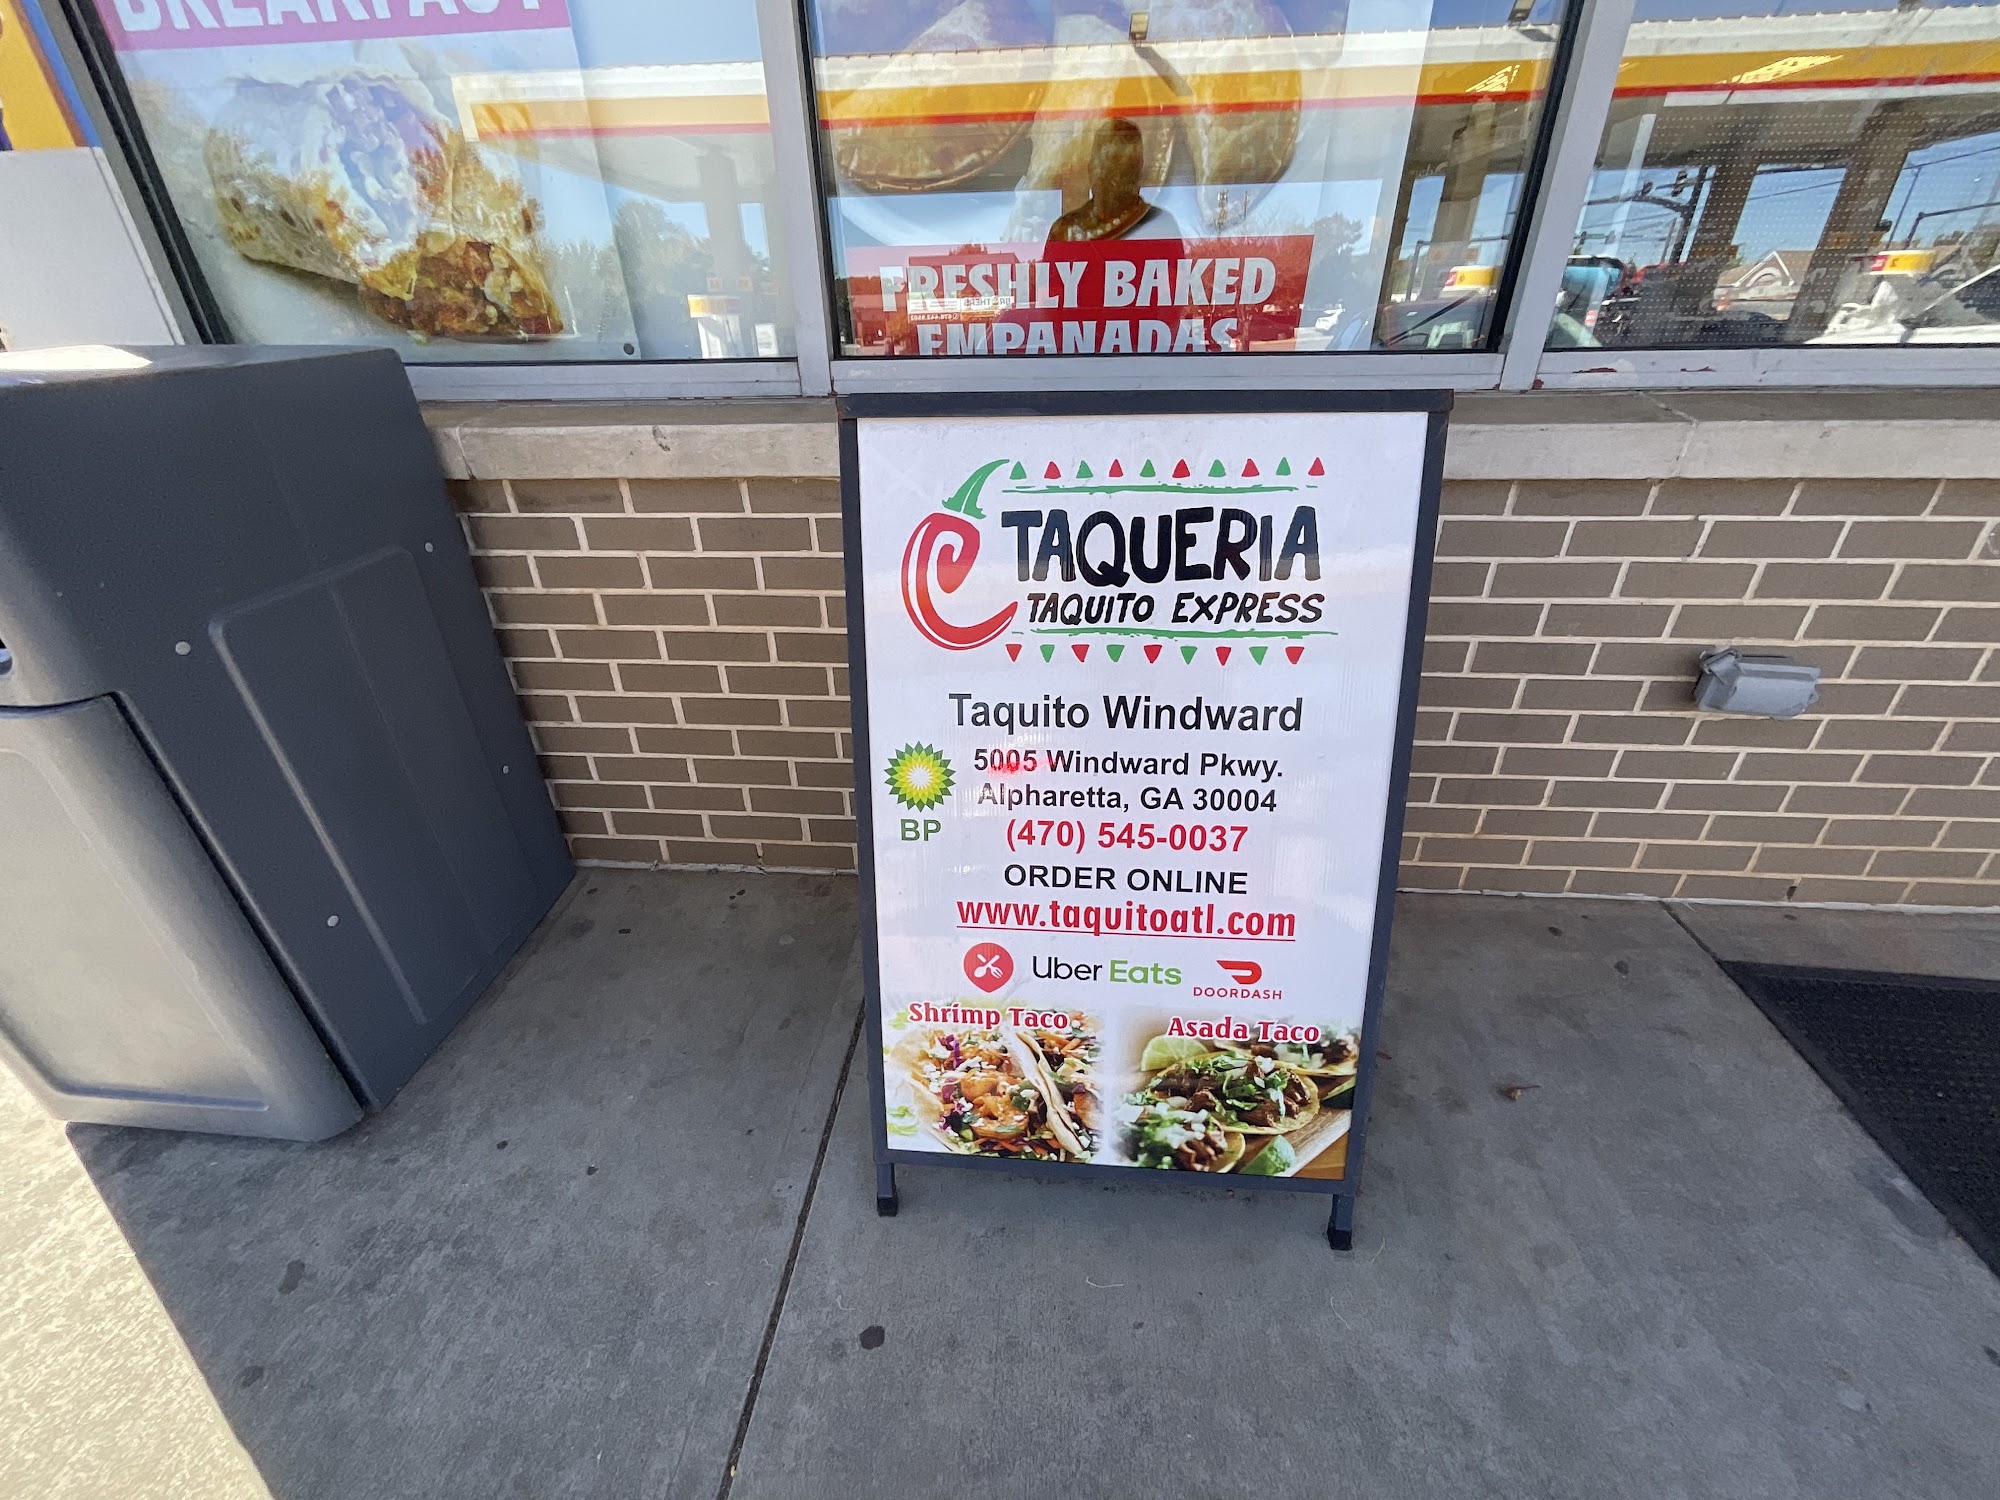 BREAKFAST
FRESHLY BAKED
EMPANADAS
TAQUERIA
TAQUITO EXPRESS
Taquito Windward
5005 Windward Pkwy.
Alpharetta, GA 30004
BP
(470) 545-0037
ORDER ONLINE
www.taquitoatl.com
Uber Eats
DOORDASH
Shrimp Taco
Asada Taco